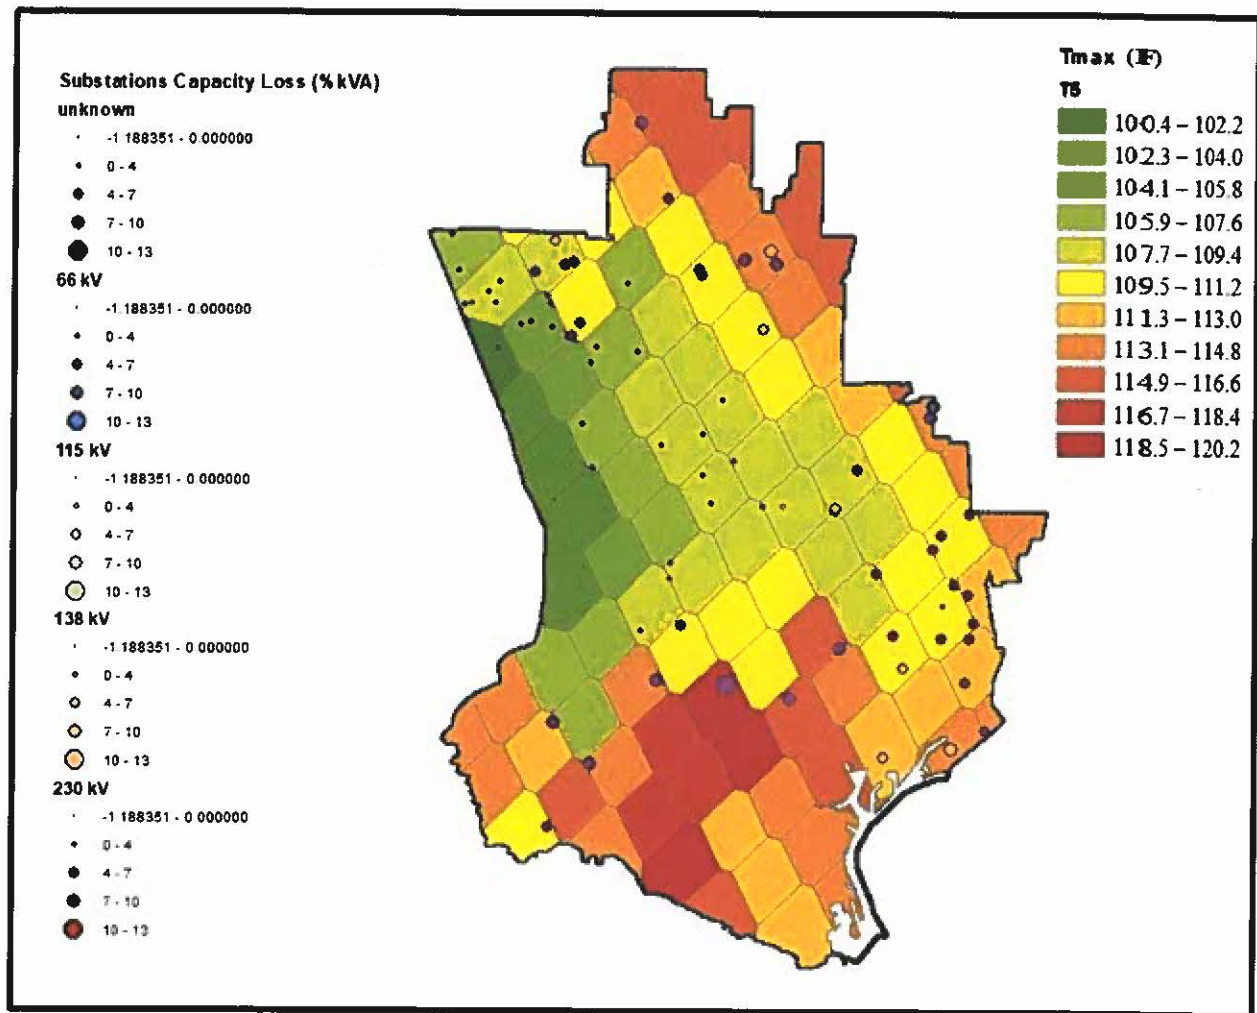 Substations Capacity Loss (% kVA)
unknown
-1.188351 - 0.000000
0 - 4
4 - 7
7 - 10
10 - 13
66 kV
-1.188351 - 0.000000
0 - 4
4 - 7
7 - 10
10 - 13
115 kV
-1.188351 - 0.000000
0 - 4
4 - 7
7 - 10
10 - 13
138 kV
-1.188351 - 0.000000
0 - 4
4 - 7
7 - 10
10 - 13
230 kV
-1.188351 - 0.000000
0 - 4
4 - 7
7 - 10
10 - 13
Tmax (F)
T5
100.4 – 102.2
102.3 – 104.0
104.1 – 105.8
105.9 – 107.6
107.7 – 109.4
109.5 – 111.2
111.3 – 113.0
113.1 – 114.8
114.9 – 116.6
116.7 – 118.4
118.5 – 120.2